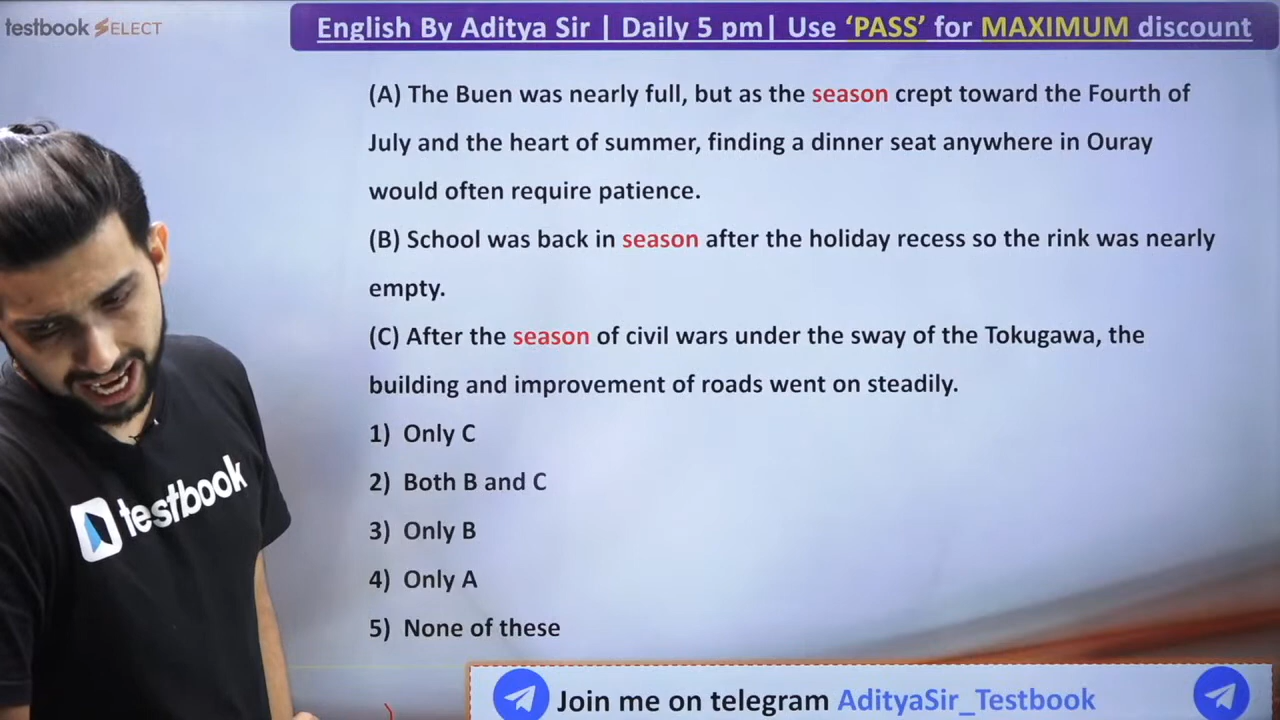 testbook SELECT
English By Aditya Sir | Daily 5 pm| Use ‘PASS’ for MAXIMUM discount
(A) The Buen was nearly full, but as the season crept toward the Fourth of
July and the heart of summer, finding a dinner seat anywhere in Ouray
would often require patience.
(B) School was back in season after the holiday recess so the rink was nearly
empty.
(C) After the season of civil wars under the sway of the Tokugawa, the
building and improvement of roads went on steadily.
1) Only C
2) Both B and C
3) Only B
4) Only A
5) None of these
testbook
Join me on telegram AdityaSir_Testbook